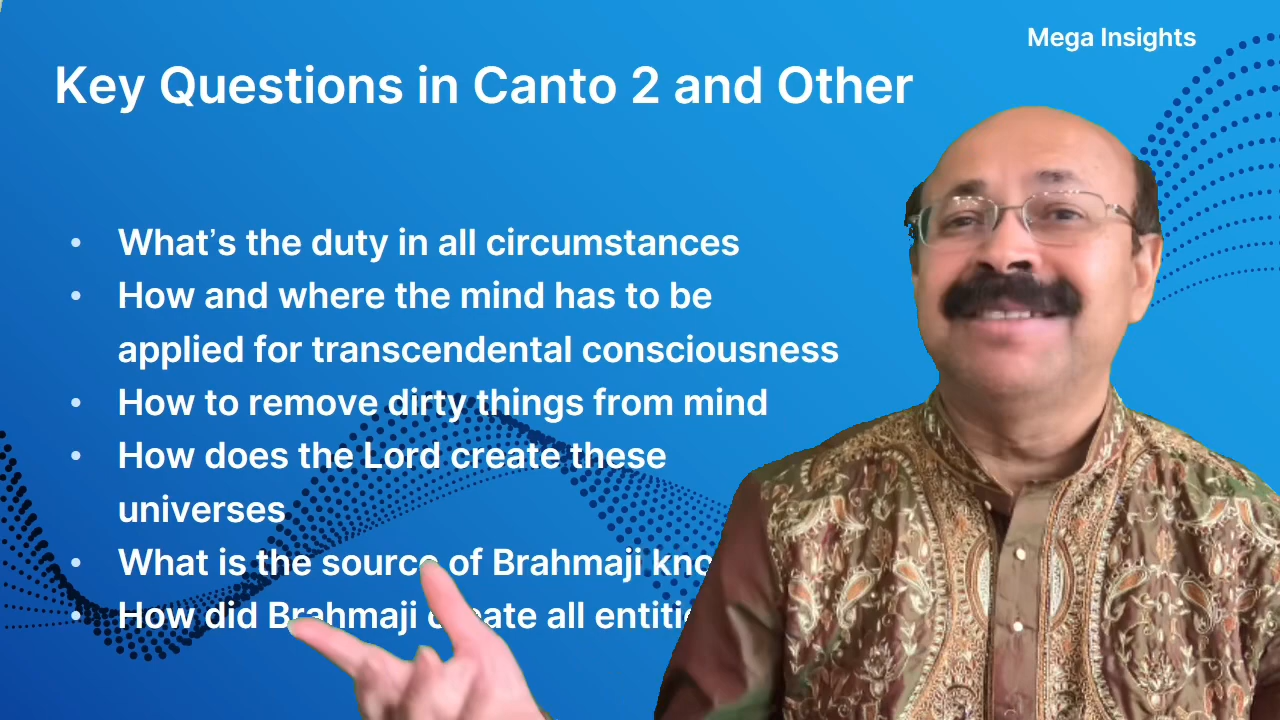 Mega Insights
Key Questions in Canto 2 and Other
• What's the duty in all circumstances
• How and where the mind has to be
applied for transcendental consciousness
• How to remove dirty things from mind
• How does the Lord create these
universes
• What is the source of Brahmaji
• How did Brahmaji create all